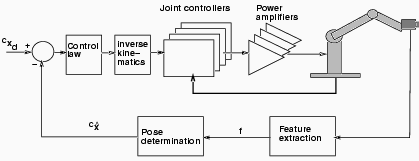 Joint controllers
Power
amplifiers
cxd
+
−
Control
law
Inverse
kine−
matics
cx̂
Pose
determination
f
Feature
extraction